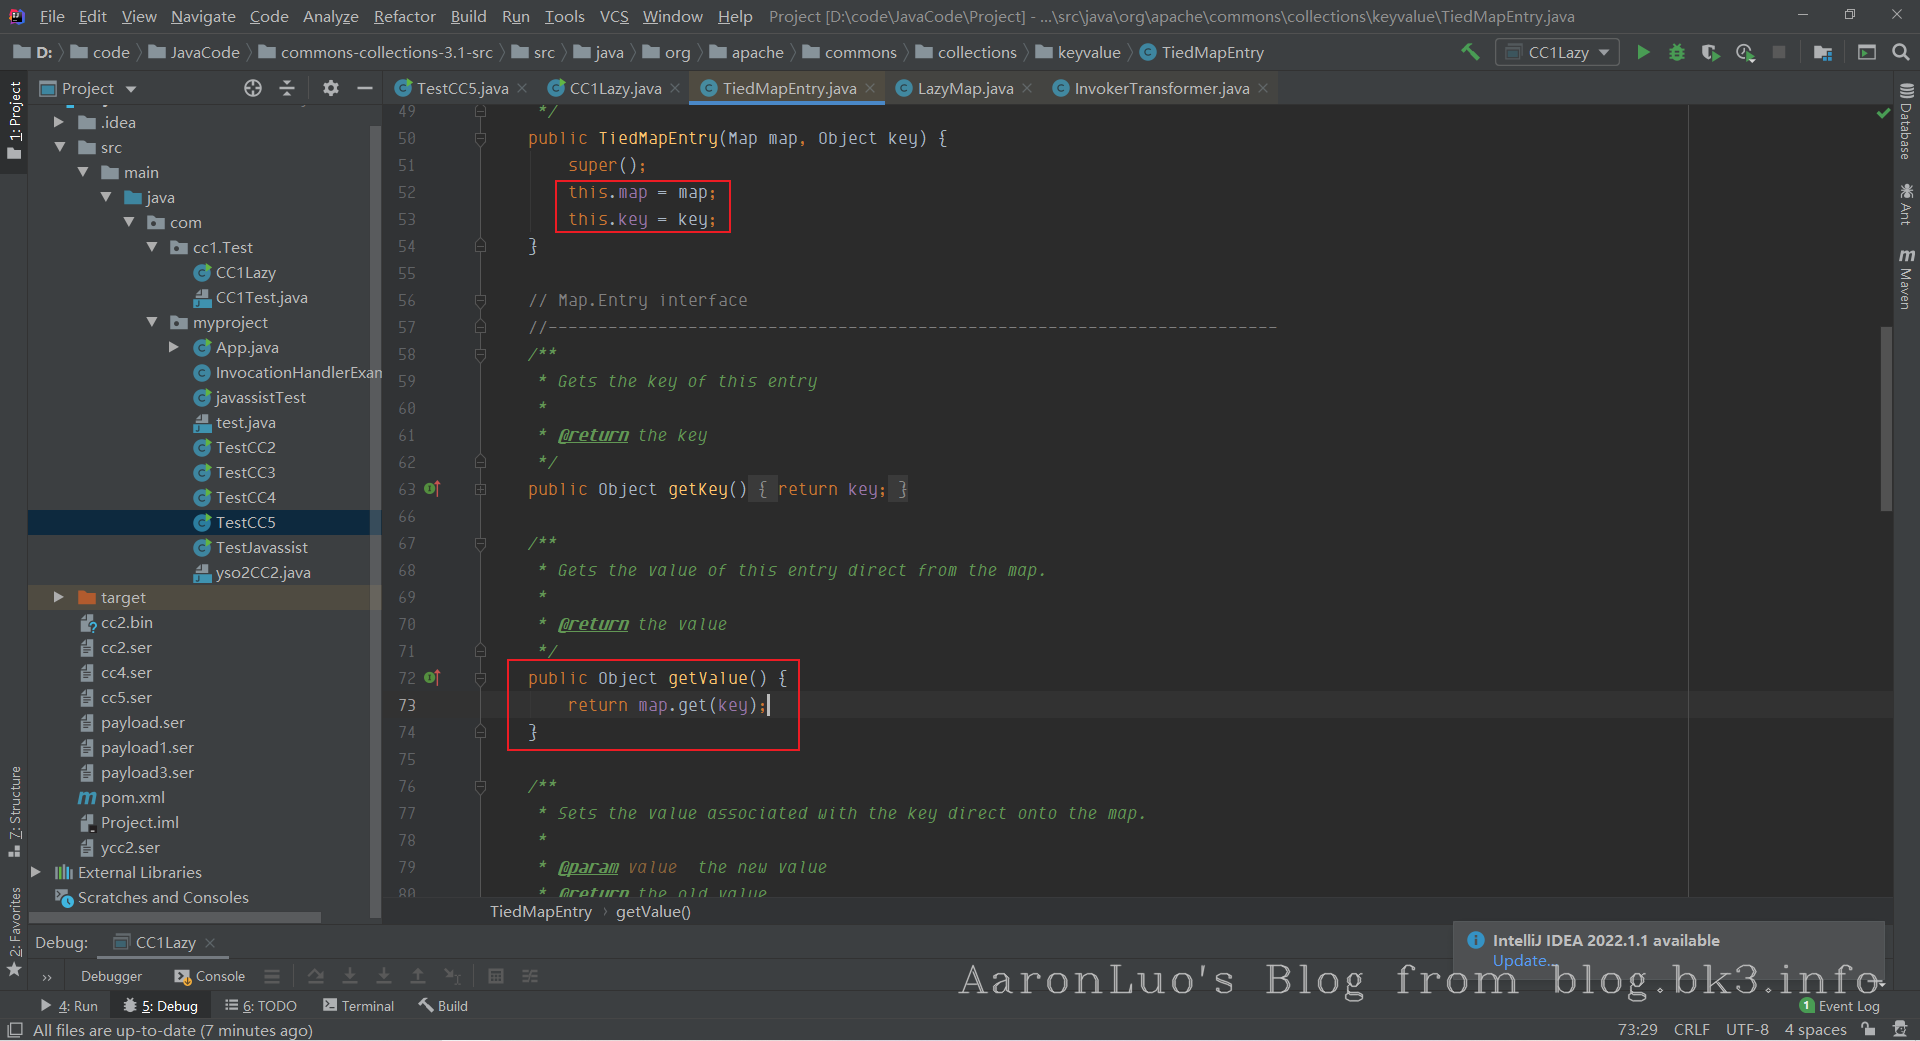 File Edit View Navigate Code Analyze Refactor Build Run Tools VCS Window Help Project [D:\code\JavaCode\Project] - ...\src\java\org\apache\commons\collections\keyvalue\TiedMapEntry.java
D: code JavaCode commons-collections-3.1-src src java org apache commons collections keyvalue TiedMapEntry CC1Lazy
Project TestCC5.java CC1Lazy.java TiedMapEntry.java LazyMap.java InvokerTransformer.java
1: Project
.idea
src
main
java
com
cc1.Test
CC1Lazy
CC1Test.java
myproject
App.java
InvocationHandlerExam
javassistTest
test.java
TestCC2
TestCC3
TestCC4
TestCC5
TestJavassist
yso2CC2.java
target
cc2.bin
cc2.ser
cc4.ser
cc5.ser
payload.ser
payload1.ser
payload3.ser
pom.xml
Project.iml
ycc2.ser
External Libraries
Scratches and Consoles
7: Structure
2: Favorites
49 */
50 public TiedMapEntry(Map map, Object key) {
51 super();
52 this.map = map;
53 this.key = key;
54 }
55
56 // Map.Entry interface
57 //-------------------------------------------------------------------------
58 /**
59 * Gets the key of this entry
60 *
61 * @return the key
62 */
63 public Object getKey() { return key; }
66
67 /**
68 * Gets the value of this entry direct from the map.
69 *
70 * @return the value
71 */
72 public Object getValue() {
73 return map.get(key);
74 }
75
76 /**
77 * Sets the value associated with the key direct onto the map.
78 *
79 * @param value the new value
80 * @return the old value
Database
Ant
Maven
TiedMapEntry getValue()
Debug: CC1Lazy
IntelliJ IDEA 2022.1.1 available
Update...
Debugger Console
AaronLuo's Blog from blog.bk3.info
4: Run 5: Debug 6: TODO Terminal Build 1 Event Log
All files are up-to-date (7 minutes ago) 73:29 CRLF UTF-8 4 spaces